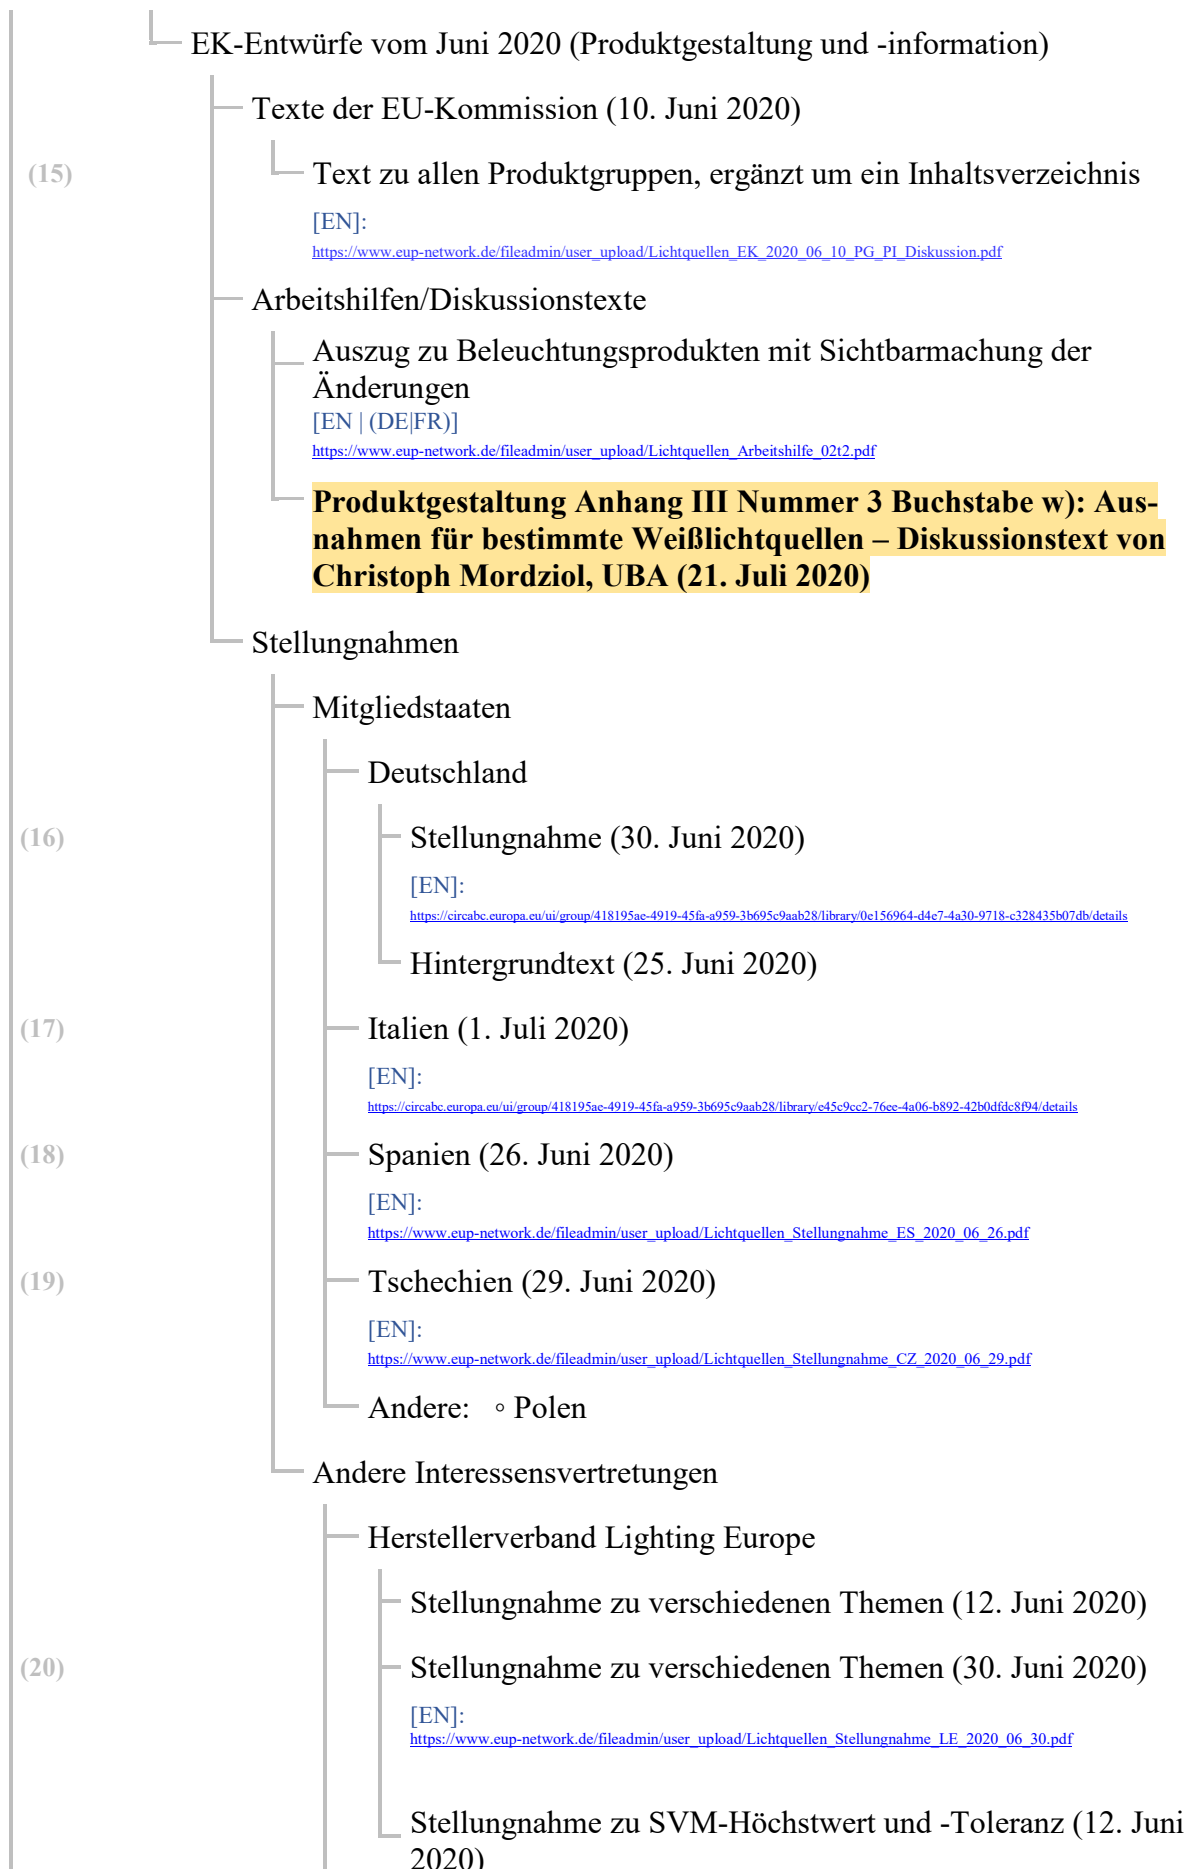 EK-Entwürfe vom Juni 2020 (Produktgestaltung und -information)
Texte der EU-Kommission (10. Juni 2020)
(15)
Text zu allen Produktgruppen, ergänzt um ein Inhaltsverzeichnis
[EN]:
https://www.eup-network.de/fileadmin/user_upload/Lichtquellen_EK_2020_06_10_PG_PI_Diskussion.pdf
Arbeitshilfen/Diskussionstexte
Auszug zu Beleuchtungsprodukten mit Sichtbarmachung der
Änderungen
[EN | (DE|FR)]
https://www.eup-network.de/fileadmin/user_upload/Lichtquellen_Arbeitshilfe_02t2.pdf
Produktgestaltung Anhang III Nummer 3 Buchstabe w): Aus-
nahmen für bestimmte Weißlichtquellen – Diskussionstext von
Christoph Mordziol, UBA (21. Juli 2020)
Stellungnahmen
Mitgliedstaaten
Deutschland
(16)
Stellungnahme (30. Juni 2020)
[EN]:
https://circabc.europa.eu/ui/group/418195ae-4919-45fa-a959-3b695c9aab28/library/0e156964-d4e7-4a30-9718-c328435b07db/details
Hintergrundtext (25. Juni 2020)
(17)
Italien (1. Juli 2020)
[EN]:
https://circabc.europa.eu/ui/group/418195ae-4919-45fa-a959-3b695c9aab28/library/e45c9cc2-76ee-4a06-b892-42b0dfdc8f94/details
(18)
Spanien (26. Juni 2020)
[EN]:
https://www.eup-network.de/fileadmin/user_upload/Lichtquellen_Stellungnahme_ES_2020_06_26.pdf
(19)
Tschechien (29. Juni 2020)
[EN]:
https://www.eup-network.de/fileadmin/user_upload/Lichtquellen_Stellungnahme_CZ_2020_06_29.pdf
Andere: ◦ Polen
Andere Interessensvertretungen
Herstellerverband Lighting Europe
Stellungnahme zu verschiedenen Themen (12. Juni 2020)
(20)
Stellungnahme zu verschiedenen Themen (30. Juni 2020)
[EN]:
https://www.eup-network.de/fileadmin/user_upload/Lichtquellen_Stellungnahme_LE_2020_06_30.pdf
Stellungnahme zu SVM-Höchstwert und -Toleranz (12. Juni
2020)